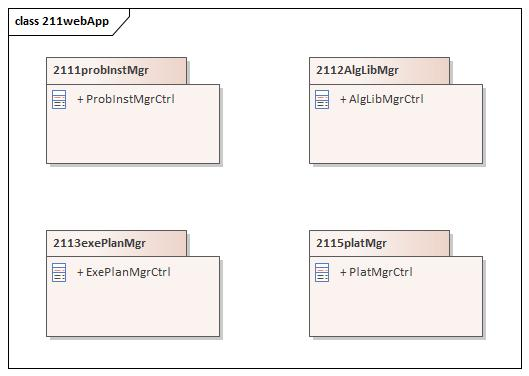 class 211webApp
2111probInstMgr
+ ProbInstMgrCtrl
2112AlgLibMgr
+ AlgLibMgrCtrl
2113exePlanMgr
+ ExePlanMgrCtrl
2115platMgr
+ PlatMgrCtrl